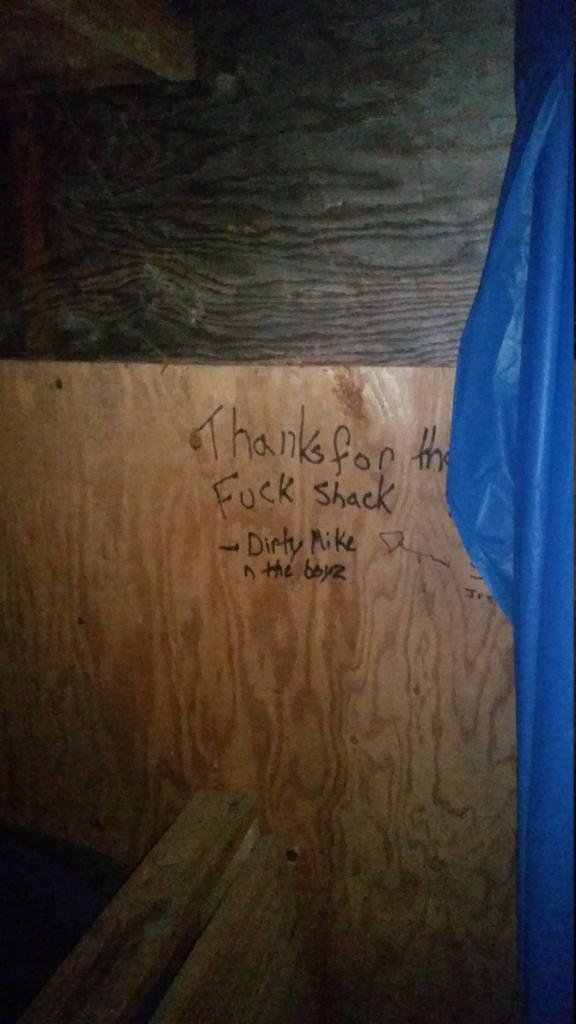 Thanks for the
Fuck shack
- Dirty Mike
n the boyz